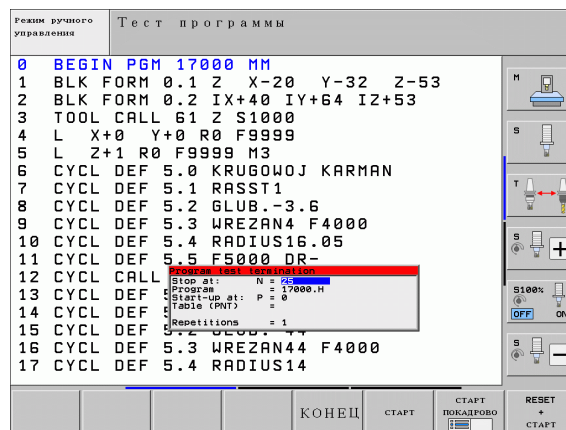 Режим ручного
управления
Тест программы
0 BEGIN PGM 17000 MM
1 BLK FORM 0.1 Z X-20 Y-32 Z-53
2 BLK FORM 0.2 IX+40 IY+64 IZ+53
3 TOOL CALL 61 Z S1000
4 L X+0 Y+0 R0 F9999
5 L Z+1 R0 F9999 M3
6 CYCL DEF 5.0 KRUGOWOJ KARMAN
7 CYCL DEF 5.1 RASST1
8 CYCL DEF 5.2 GLUB.-3.6
9 CYCL DEF 5.3 WREZAN4 F4000
10 CYCL DEF 5.4 RADIUS16.05
11 CYCL DEF 5.5 F5000 DR-
12 CYCL CALL
13 CYCL DEF
14 CYCL DEF
15 CYCL DEF 5.2 GLUB.-44
16 CYCL DEF 5.3 WREZAN44 F4000
17 CYCL DEF 5.4 RADIUS14
Program test termination
Stop at: N = 25
Program = 17000.H
Start-up at: P = 0
Table (PNT) =
Repetitions = 1
M
S
T
S
S100%
OFF ON
S
КОНЕЦ
СТАРТ
СТАРТ
ПОКАДРОВО
RESET
+
СТАРТ